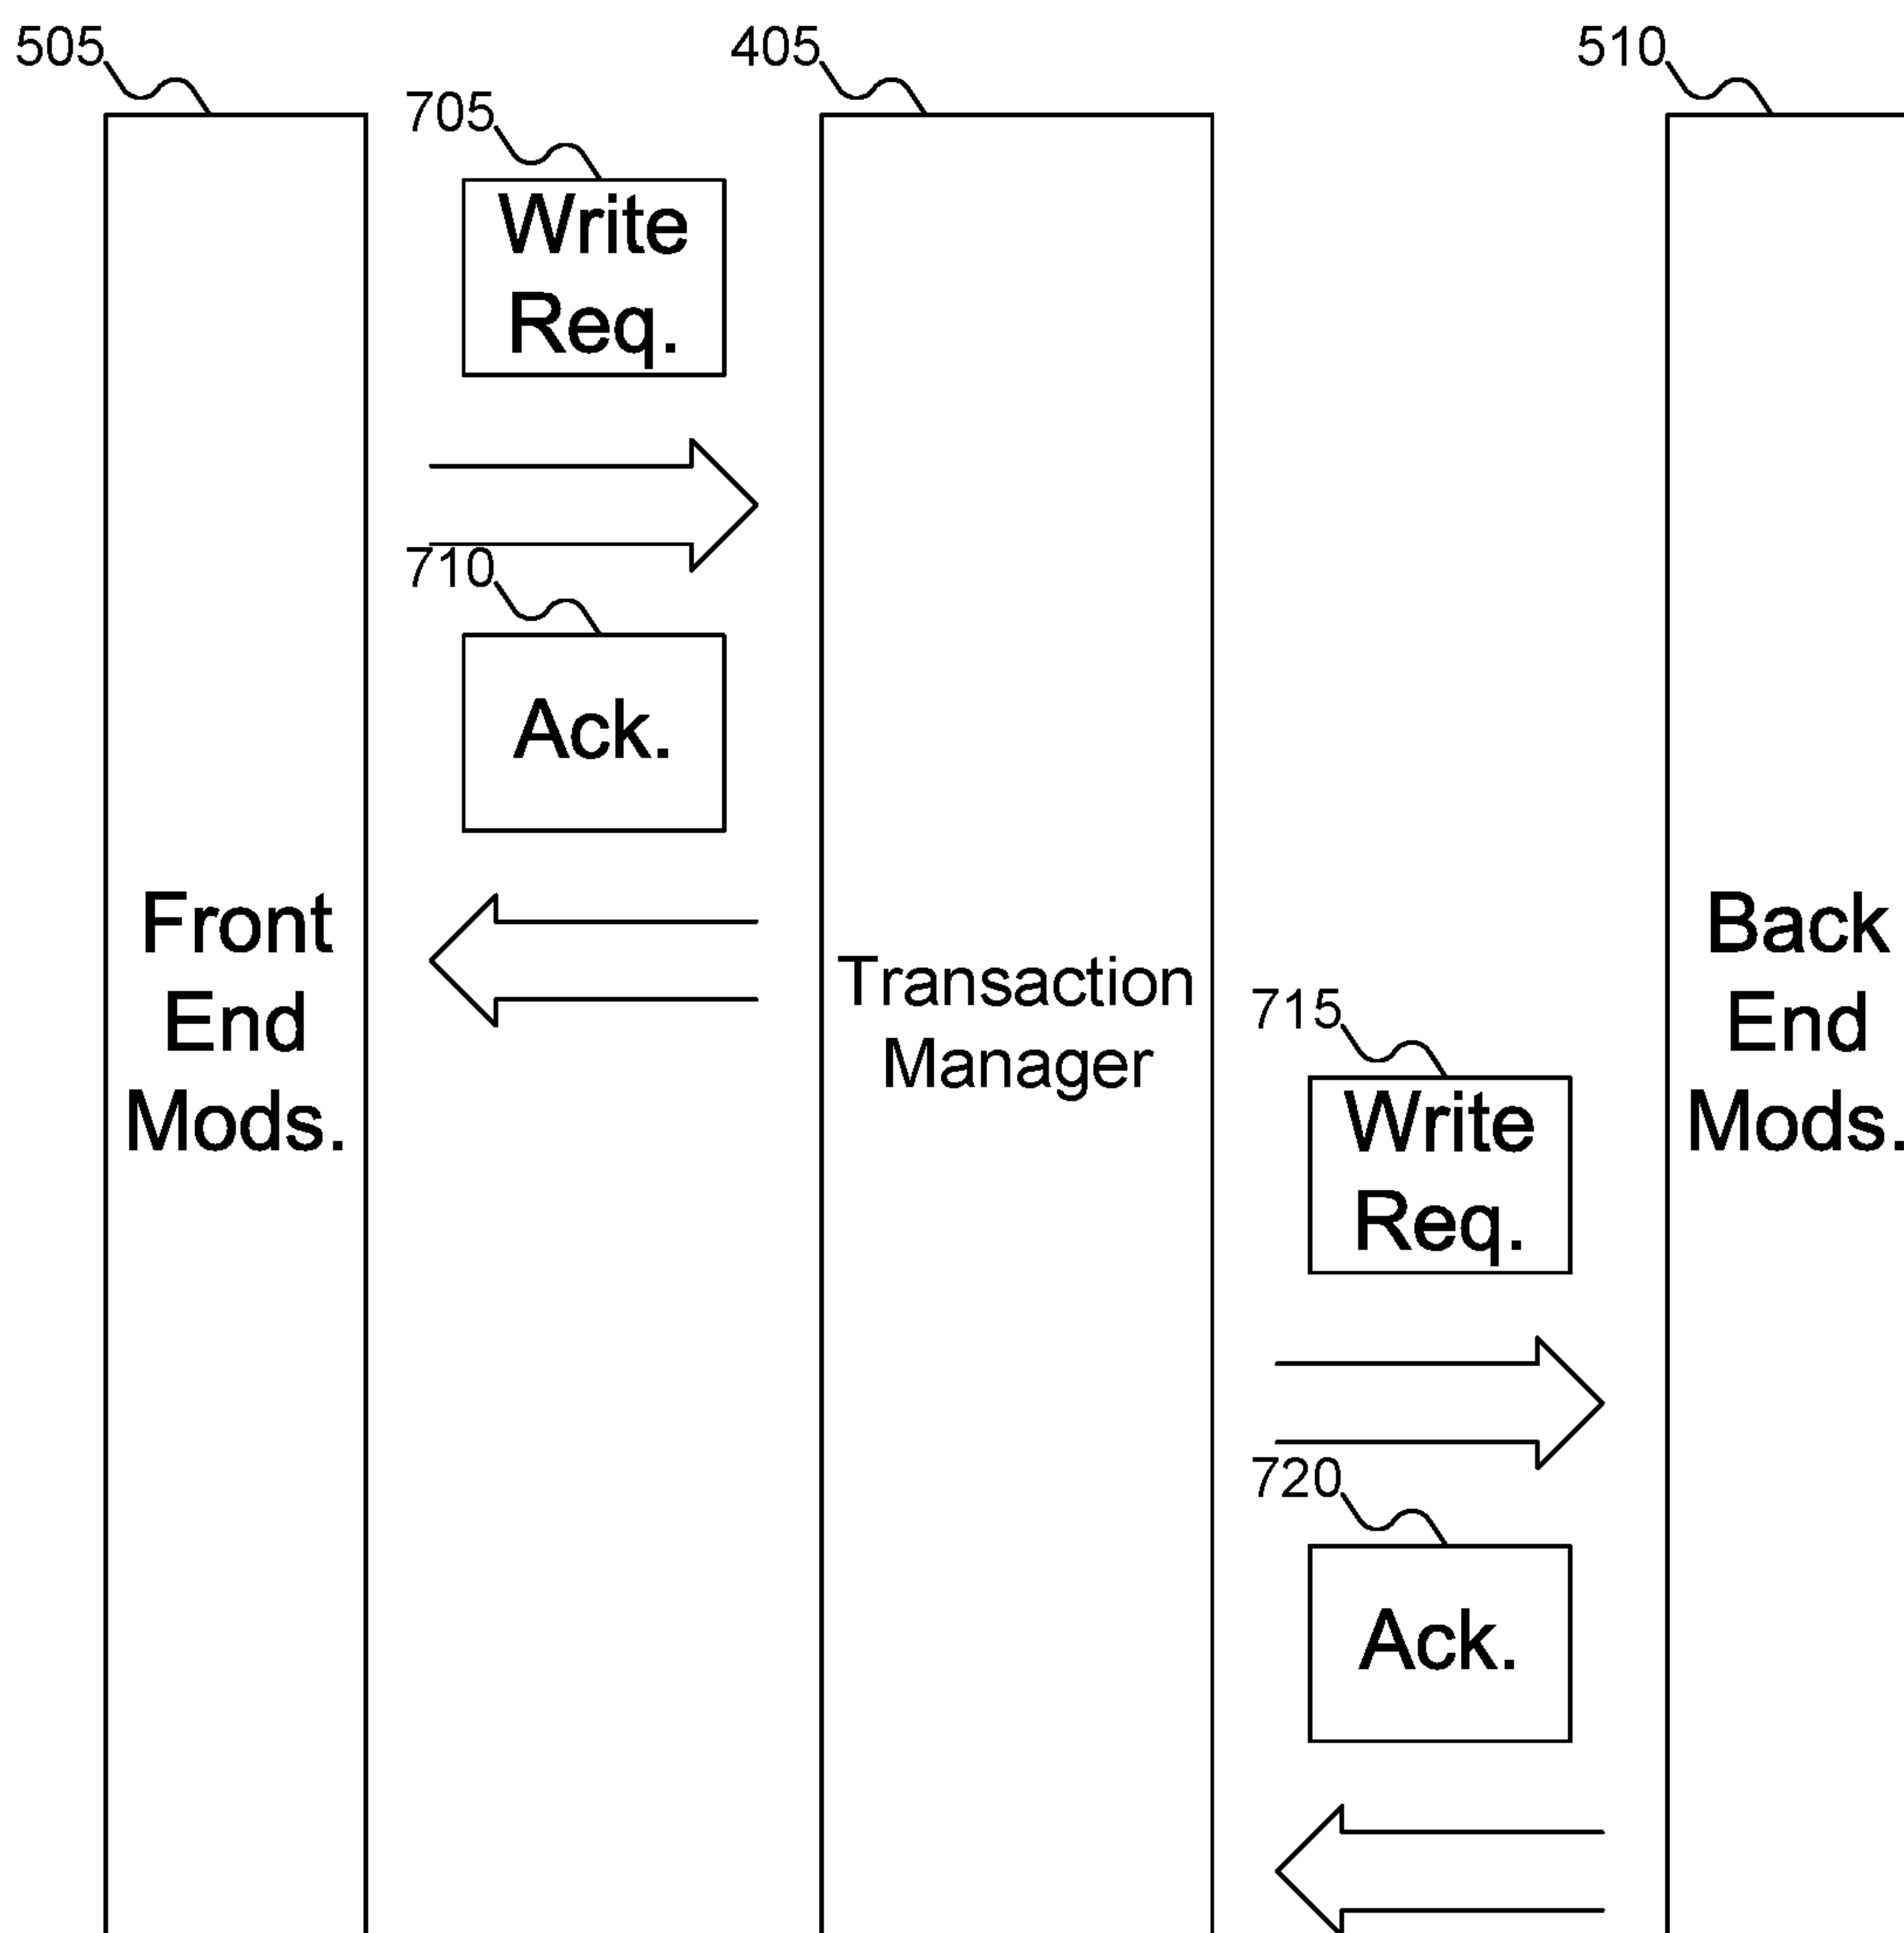 505
405
510
705
Write
Req.
710
Ack.
Front
End
Mods.
Transaction
Manager
Back
End
Mods.
715
Write
Req.
720
Ack.